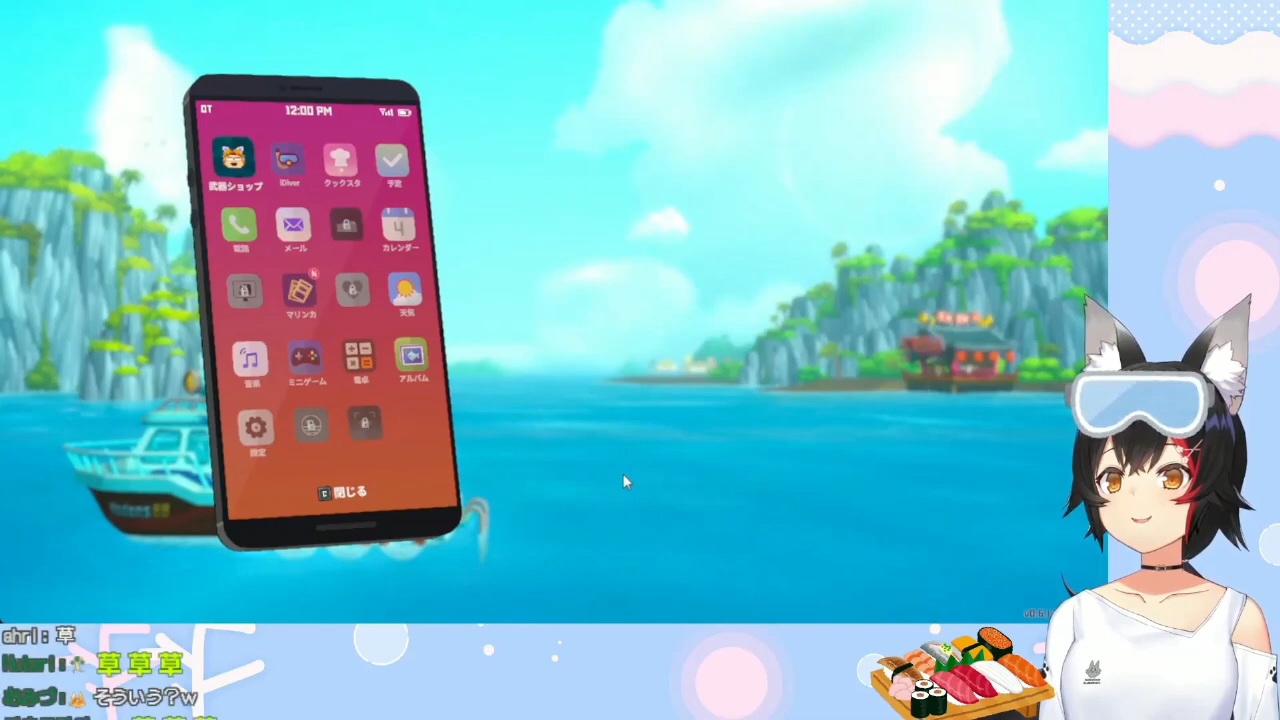 DT 12:00 PM
武器ショップ iDiver クックスタ 予定
電話 メール カレンダー
4
N
マリンカ 天気
音楽 ミニゲーム 電卓 アルバム
設定
閉じる
ahri : 草
草草草
そういう?w